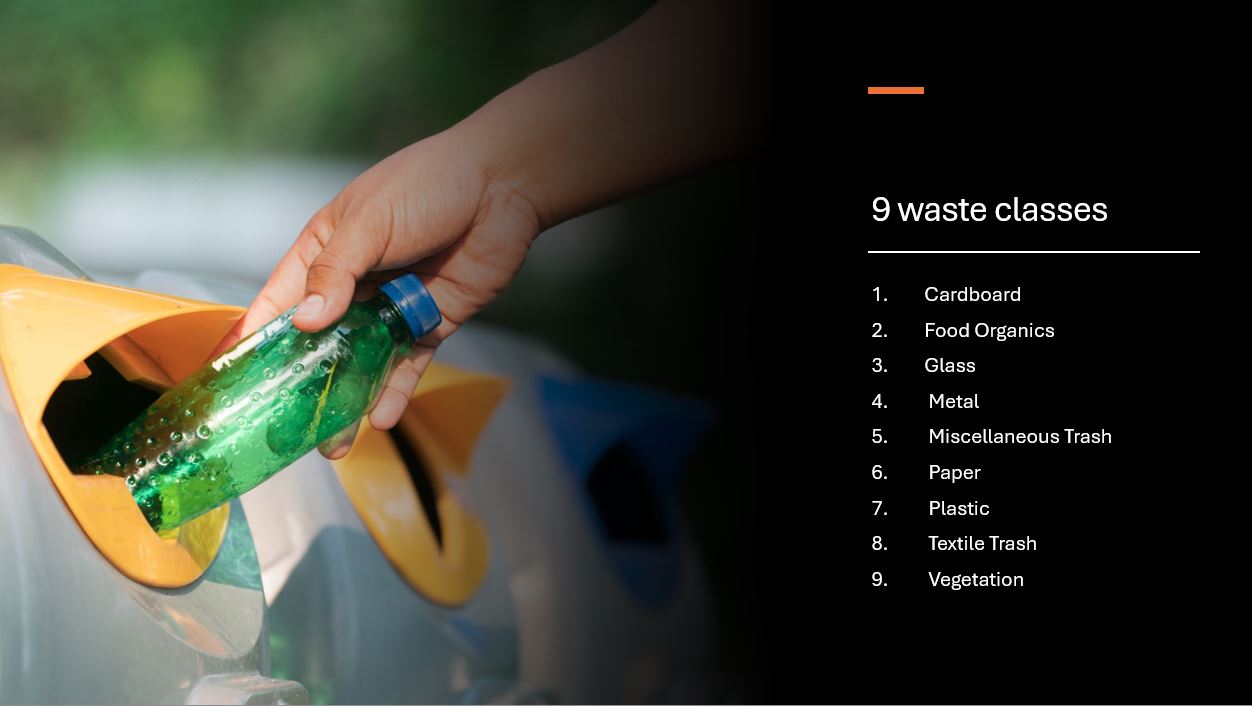 9 waste classes
1. Cardboard
2. Food Organics
3. Glass
4. Metal
5. Miscellaneous Trash
6. Paper
7. Plastic
8. Textile Trash
9. Vegetation